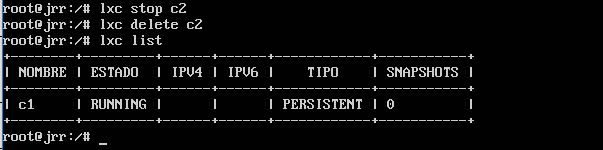 root@jrr:/# lxc stop c2
root@jrr:/# lxc delete c2
root@jrr:/# lxc list
+--------+---------+------+------+------------+-----------+
| NOMBRE | ESTADO | IPV4 | IPV6 | TIPO | SNAPSHOTS |
+--------+---------+------+------+------------+-----------+
| c1 | RUNNING | | | PERSISTENT | 0 |
+--------+---------+------+------+------------+-----------+
root@jrr:/# _